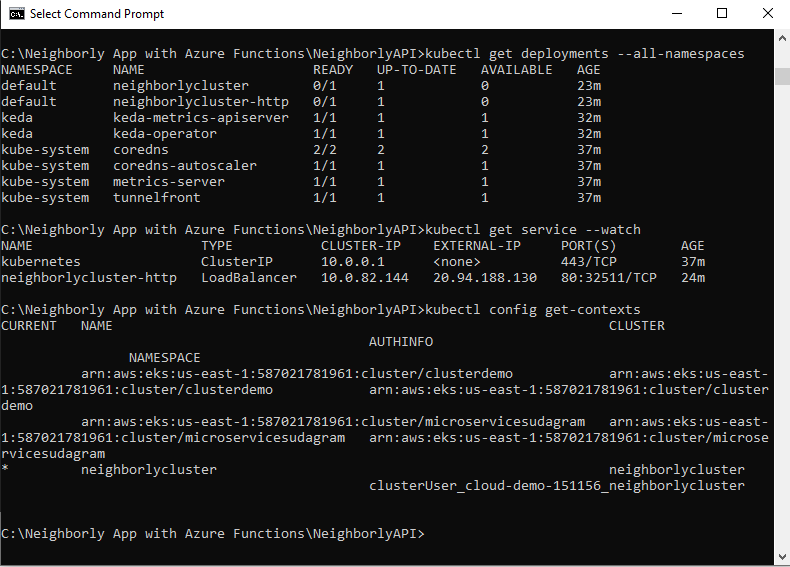 Select Command Prompt
C:\Neighborly App with Azure Functions\NeighborlyAPI>kubectl get deployments --all-namespaces
NAMESPACE     NAME                     READY   UP-TO-DATE   AVAILABLE   AGE
default       neighborlycluster        0/1     1            0           23m
default       neighborlycluster-http   0/1     1            0           23m
keda          keda-metrics-apiserver   1/1     1            1           32m
keda          keda-operator            1/1     1            1           32m
kube-system   coredns                  2/2     2            2           37m
kube-system   coredns-autoscaler       1/1     1            1           37m
kube-system   metrics-server           1/1     1            1           37m
kube-system   tunnelfront              1/1     1            1           37m
C:\Neighborly App with Azure Functions\NeighborlyAPI>kubectl get service --watch
NAME                     TYPE           CLUSTER-IP    EXTERNAL-IP     PORT(S)        AGE
kubernetes               ClusterIP      10.0.0.1      <none>          443/TCP        37m
neighborlycluster-http   LoadBalancer   10.0.82.144   20.94.188.130   80:32511/TCP   24m
C:\Neighborly App with Azure Functions\NeighborlyAPI>kubectl config get-contexts
CURRENT   NAME                                                              CLUSTER
AUTHINFO
NAMESPACE
arn:aws:eks:us-east-1:587021781961:cluster/clusterdemo            arn:aws:eks:us-east-
1:587021781961:cluster/clusterdemo            arn:aws:eks:us-east-1:587021781961:cluster/cluster
demo
arn:aws:eks:us-east-1:587021781961:cluster/microservicesudagram   arn:aws:eks:us-east-
1:587021781961:cluster/microservicesudagram   arn:aws:eks:us-east-1:587021781961:cluster/microse
rvicesudagram
*         neighborlycluster                                                 neighborlycluster
clusterUser_cloud-demo-151156_neighborlycluster
C:\Neighborly App with Azure Functions\NeighborlyAPI>